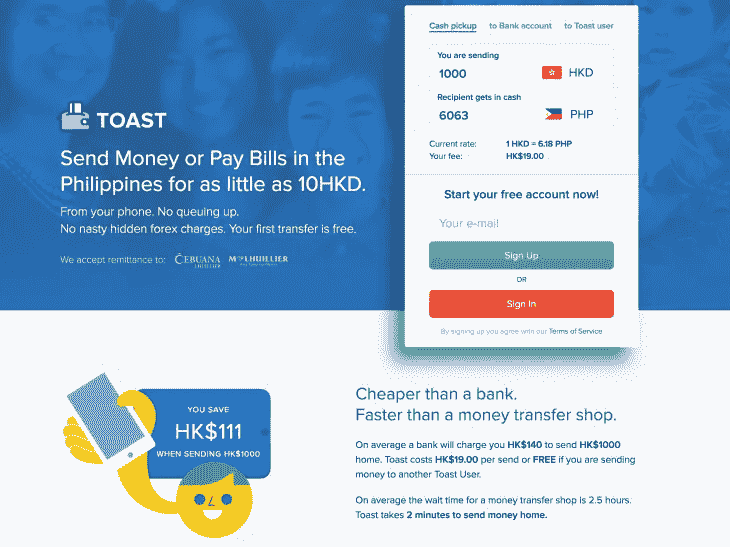 TOAST
Send Money or Pay Bills in the
Philippines for as little as 10HKD.
From your phone. No queuing up.
No nasty hidden forex charges. Your first transfer is free.
We accept remittance to: CEBUANA LHUILLIER M LHUILLIER
Cash pickup to Bank account to Toast user
You are sending
1000 HKD
Recipient gets in cash
6063 PHP
Current rate: 1 HKD = 6.18 PHP
Your fee: HK$19.00
Start your free account now!
Your e-mail
Sign Up
OR
Sign In
By signing up you agree with our Terms of Service
YOU SAVE
HK$111
WHEN SENDING HK$1000
Cheaper than a bank.
Faster than a money transfer shop.
On average a bank will charge you HK$140 to send HK$1000
home. Toast costs HK$19.00 per send or FREE if you are sending
money to another Toast User.
On average the wait time for a money transfer shop is 2.5 hours.
Toast takes 2 minutes to send money home.